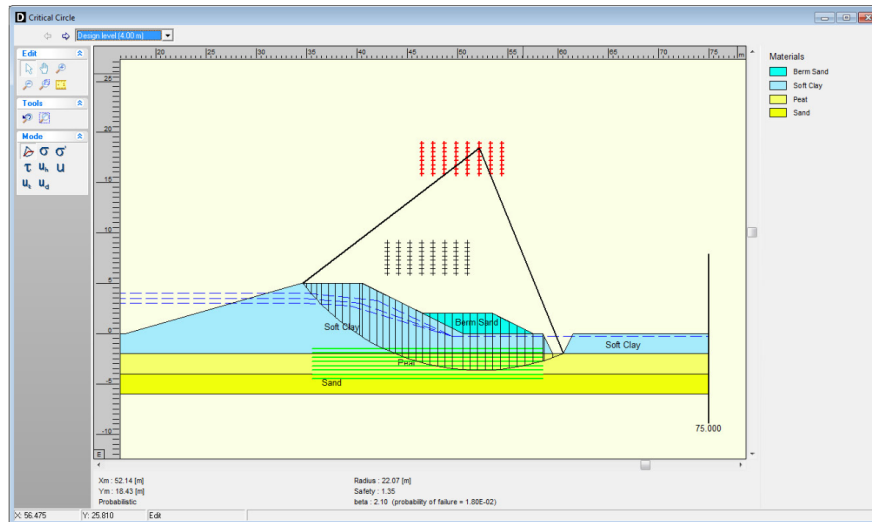 D Critical Circle
Design level (4.00 m)
Edit
Tools
Mode
σ σ'
τ uh u
ut ud
20 25 30 35 40 45 50 55 60 65 70 75 m
25
20
15
10
5
0
-5
-10
E
Soft Clay
Berm Sand
Soft Clay
Peat
Sand
75.000
Materials
Berm Sand
Soft Clay
Peat
Sand
Xm : 52.14 [m]
Radius : 22.07 [m]
Ym : 18.43 [m]
Safety : 1.35
Probabilistic
beta : 2.10 (probability of failure = 1.80E-02)
X: 56.475 Y: 25.810 Edit